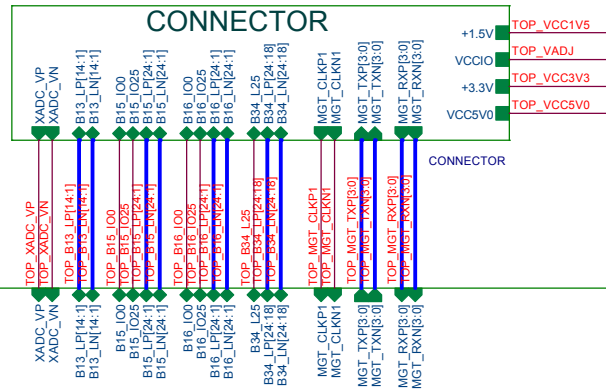 CONNECTOR
+1.5V
VCCIO
+3.3V
VCC5V0
TOP_VCC1V5
TOP_VADJ
TOP_VCC3V3
TOP_VCC5V0
XADC_VP
XADC_VN
B13_LP[14:1]
B13_LN[14:1]
B15_IO0
B15_IO25
B15_LP[24:1]
B15_LN[24:1]
B16_IO0
B16_IO25
B16_LP[24:1]
B16_LN[24:1]
B34_L25
B34_LP[24:18]
B34_LN[24:18]
MGT_CLKP1
MGT_CLKN1
MGT_TXP[3:0]
MGT_TXN[3:0]
MGT_RXP[3:0]
MGT_RXN[3:0]
CONNECTOR
TOP_XADC_VP
TOP_XADC_VN
TOP_B13_LP[14:1]
TOP_B13_LN[14:1]
TOP_B15_IO0
TOP_B15_IO25
TOP_B15_LP[24:1]
TOP_B15_LN[24:1]
TOP_B16_IO0
TOP_B16_IO25
TOP_B16_LP[24:1]
TOP_B16_LN[24:1]
TOP_B34_L25
TOP_B34_LP[24:18]
TOP_B34_LN[24:18]
TOP_MGT_CLKP1
TOP_MGT_CLKN1
TOP_MGT_TXP[3:0]
TOP_MGT_TXN[3:0]
TOP_MGT_RXP[3:0]
TOP_MGT_RXN[3:0]
XADC_VP
XADC_VN
B13_LP[14:1]
B13_LN[14:1]
B15_IO0
B15_IO25
B15_LP[24:1]
B15_LN[24:1]
B16_IO0
B16_IO25
B16_LP[24:1]
B16_LN[24:1]
B34_L25
B34_LP[24:18]
B34_LN[24:18]
MGT_CLKP1
MGT_CLKN1
MGT_TXP[3:0]
MGT_TXN[3:0]
MGT_RXP[3:0]
MGT_RXN[3:0]